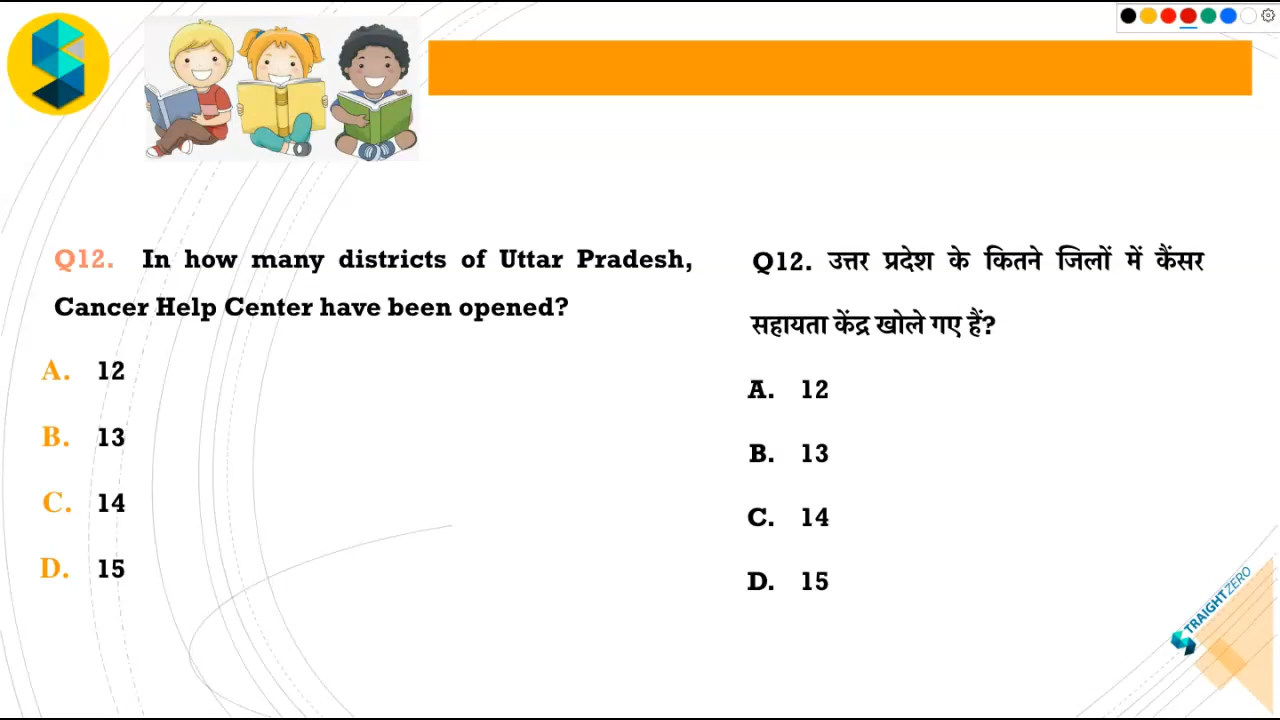 Q12. In how many districts of Uttar Pradesh,
Cancer Help Center have been opened?
A. 12
B. 13
C. 14
D. 15
Q12. उत्तर प्रदेश के कितने जिलों में कैंसर
सहायता केंद्र खोले गए हैं?
A. 12
B. 13
C. 14
D. 15
TRAIGHTZERO